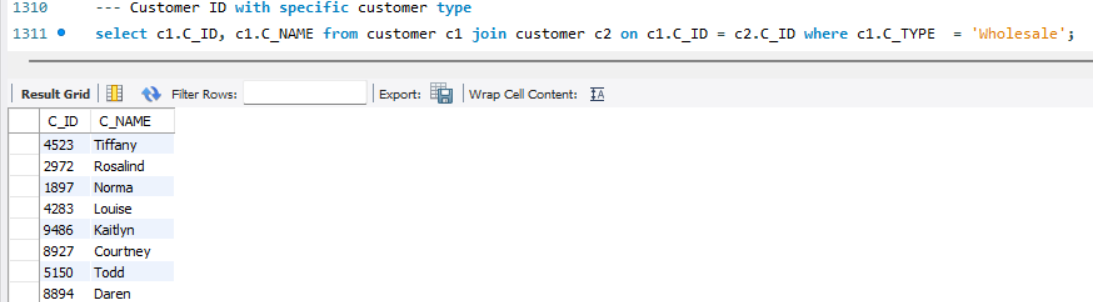 1310 --- Customer ID with specific customer type
1311 select c1.C_ID, c1.C_NAME from customer c1 join customer c2 on c1.C_ID = c2.C_ID where c1.C_TYPE  = 'Wholesale';
Result Grid Filter Rows: Export: Wrap Cell Content:
C_ID C_NAME
4523 Tiffany
2972 Rosalind
1897 Norma
4283 Louise
9486 Kaitlyn
8927 Courtney
5150 Todd
8894 Daren